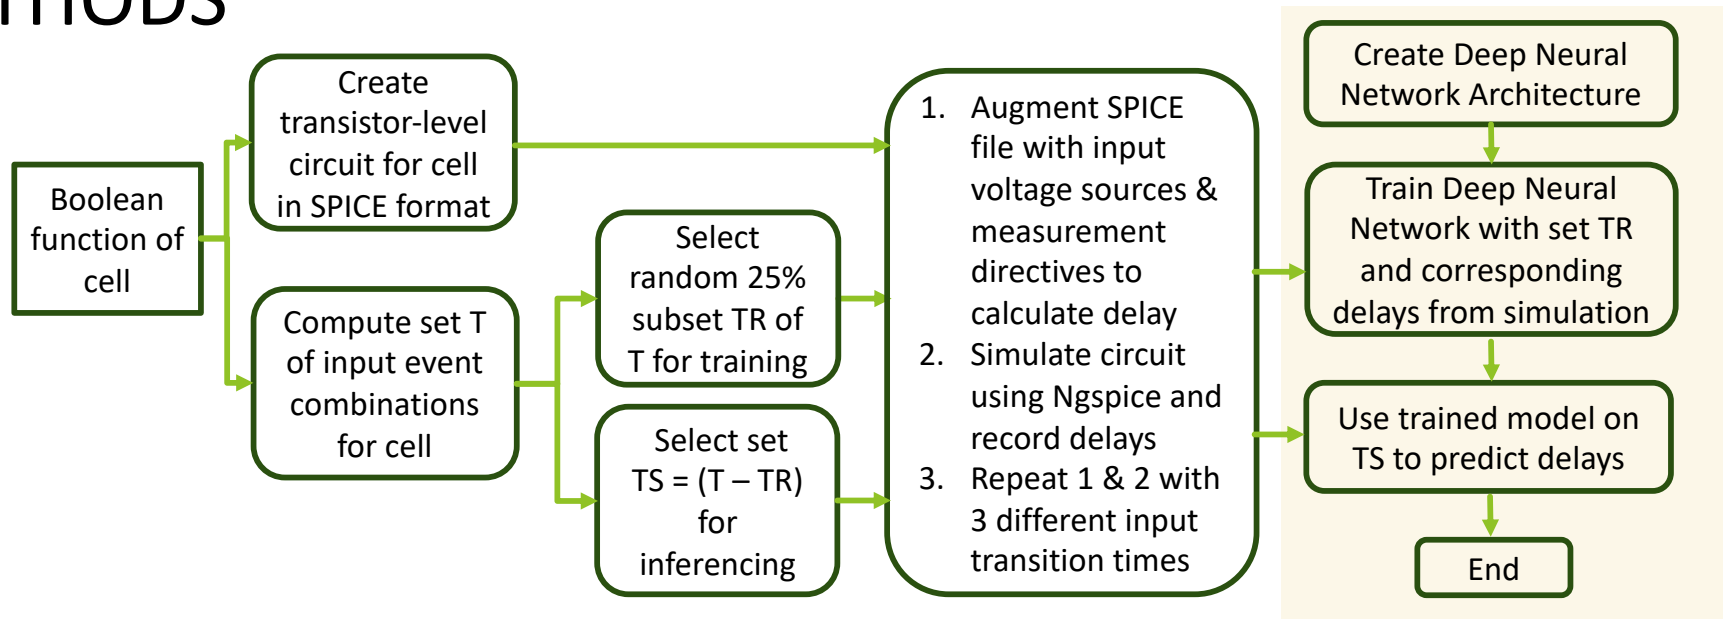 THODS
Boolean
function of
cell
Create
transistor-level
circuit for cell
in SPICE format
Compute set T
of input event
combinations
for cell
Select
random 25%
subset TR of
T for training
Select set
TS = (T – TR)
for
inferencing
1. Augment SPICE
file with input
voltage sources &
measurement
directives to
calculate delay
2. Simulate circuit
using Ngspice and
record delays
3. Repeat 1 & 2 with
3 different input
transition times
Create Deep Neural
Network Architecture
Train Deep Neural
Network with set TR
and corresponding
delays from simulation
Use trained model on
TS to predict delays
End